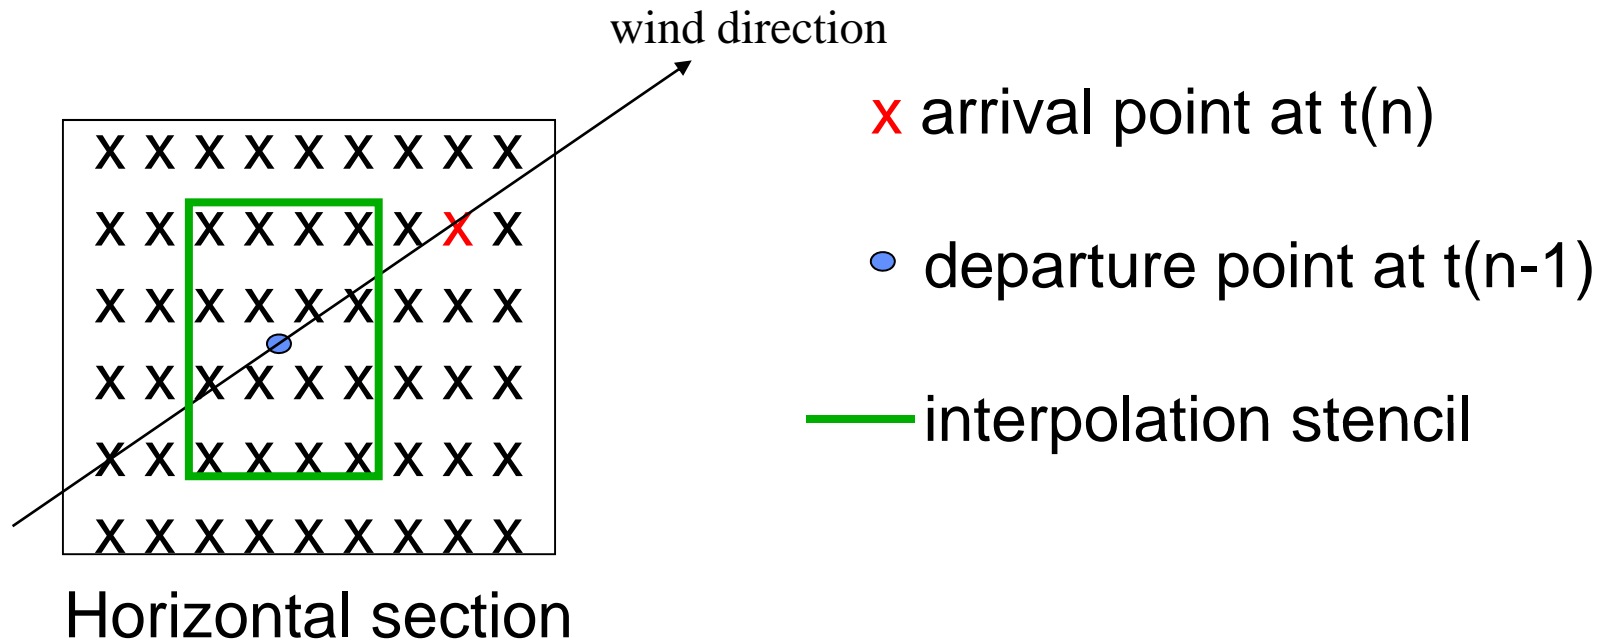 wind direction
x x x x x x x x x
x x x x x x x x x
x x x x x x x x x
x x x x x x x x x
x x x x x x x x x
x x x x x x x x x
Horizontal section
x arrival point at t(n)
departure point at t(n-1)
interpolation stencil